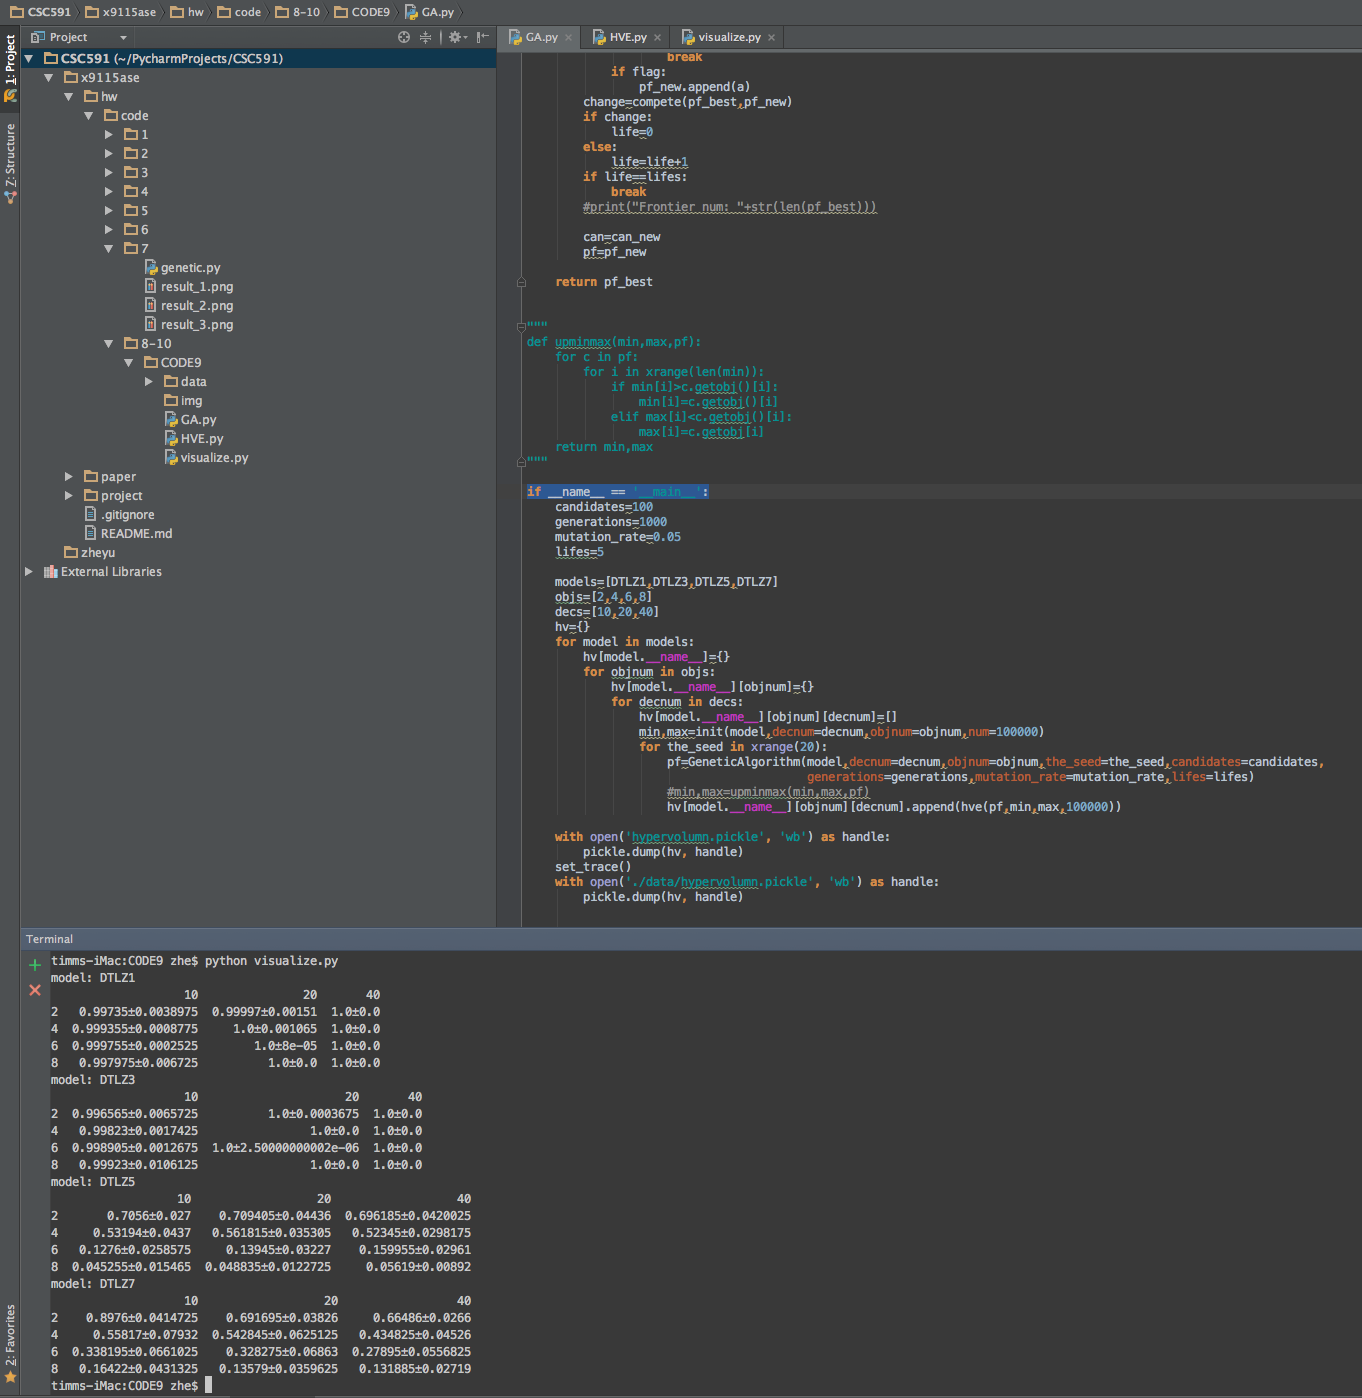 CSC591 x9115ase hw code 8-10 CODE9 GA.py
Project
GA.py HVE.py visualize.py
1: Project
Z: Structure
2: Favorites
CSC591 (~/PycharmProjects/CSC591)
x9115ase
hw
code
1
2
3
4
5
6
7
genetic.py
result_1.png
result_2.png
result_3.png
8-10
CODE9
data
img
GA.py
HVE.py
visualize.py
paper
project
.gitignore
README.md
zheyu
External Libraries
break
if flag:
pf_new.append(a)
change=compete(pf_best,pf_new)
if change:
life=0
else:
life=life+1
if life==lifes:
break
#print("Frontier num: "+str(len(pf_best)))
can=can_new
pf=pf_new
return pf_best
"""
def upminmax(min,max,pf):
for c in pf:
for i in xrange(len(min)):
if min[i]>c.getobj()[i]:
min[i]=c.getobj()[i]
elif max[i]<c.getobj()[i]:
max[i]=c.getobj[i]
return min,max
"""
if __name__ == '__main__':
candidates=100
generations=1000
mutation_rate=0.05
lifes=5
models=[DTLZ1,DTLZ3,DTLZ5,DTLZ7]
objs=[2,4,6,8]
decs=[10,20,40]
hv={}
for model in models:
hv[model.__name__]={}
for objnum in objs:
hv[model.__name__][objnum]={}
for decnum in decs:
hv[model.__name__][objnum][decnum]=[]
min,max=init(model,decnum=decnum,objnum=objnum,num=100000)
for the_seed in xrange(20):
pf=GeneticAlgorithm(model,decnum=decnum,objnum=objnum,the_seed=the_seed,candidates=candidates,
generations=generations,mutation_rate=mutation_rate,lifes=lifes)
#min,max=upminmax(min,max,pf)
hv[model.__name__][objnum][decnum].append(hve(pf,min,max,100000))
with open('hypervolumn.pickle', 'wb') as handle:
pickle.dump(hv, handle)
set_trace()
with open('./data/hypervolumn.pickle', 'wb') as handle:
pickle.dump(hv, handle)
Terminal
timms-iMac:CODE9 zhe$ python visualize.py
model: DTLZ1
10 20 40
2 0.99735±0.0038975 0.99997±0.00151 1.0±0.0
4 0.999355±0.0008775 1.0±0.001065 1.0±0.0
6 0.999755±0.0002525 1.0±8e-05 1.0±0.0
8 0.997975±0.006725 1.0±0.0 1.0±0.0
model: DTLZ3
10 20 40
2 0.996565±0.0065725 1.0±0.0003675 1.0±0.0
4 0.99823±0.0017425 1.0±0.0 1.0±0.0
6 0.998905±0.0012675 1.0±2.50000000002e-06 1.0±0.0
8 0.99923±0.0106125 1.0±0.0 1.0±0.0
model: DTLZ5
10 20 40
2 0.7056±0.027 0.709405±0.04436 0.696185±0.0420025
4 0.53194±0.0437 0.561815±0.035305 0.52345±0.0298175
6 0.1276±0.0258575 0.13945±0.03227 0.159955±0.02961
8 0.045255±0.015465 0.048835±0.0122725 0.05619±0.00892
model: DTLZ7
10 20 40
2 0.8976±0.0414725 0.691695±0.03826 0.66486±0.0266
4 0.55817±0.07932 0.542845±0.0625125 0.434825±0.04526
6 0.338195±0.0661025 0.328275±0.06863 0.27895±0.0556825
8 0.16422±0.0431325 0.13579±0.0359625 0.131885±0.02719
timms-iMac:CODE9 zhe$